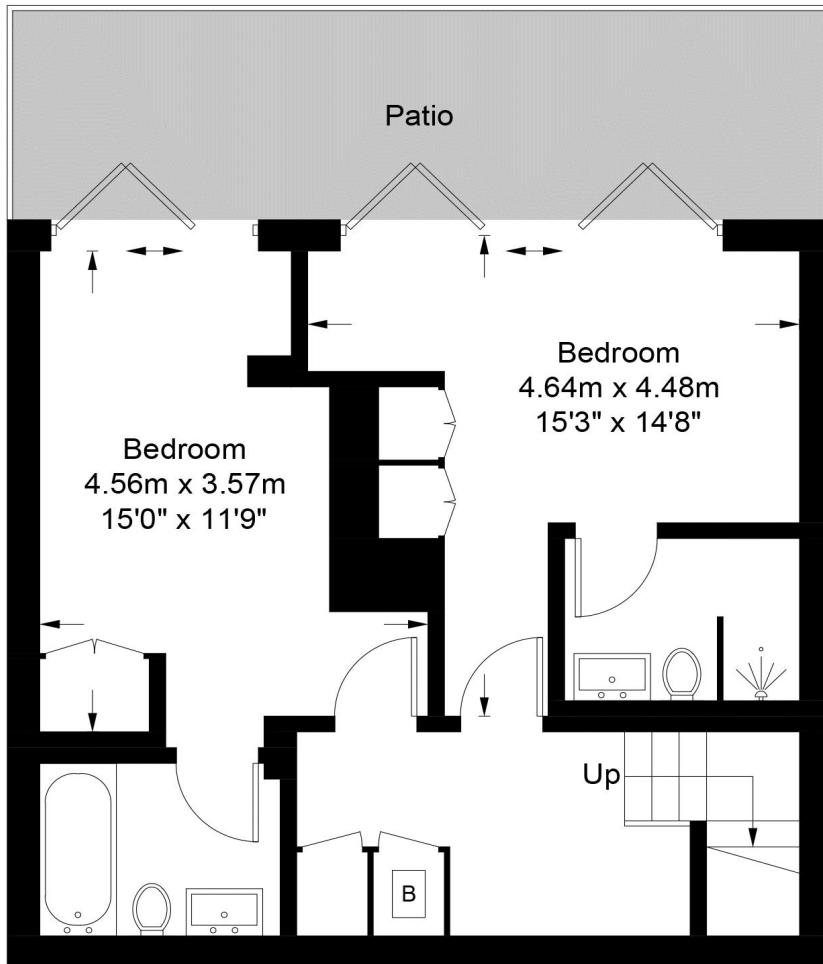 Patio
Bedroom
4.64m x 4.48m
15'3" x 14'8"
Bedroom
4.56m x 3.57m
15'0" x 11'9"
Up
B